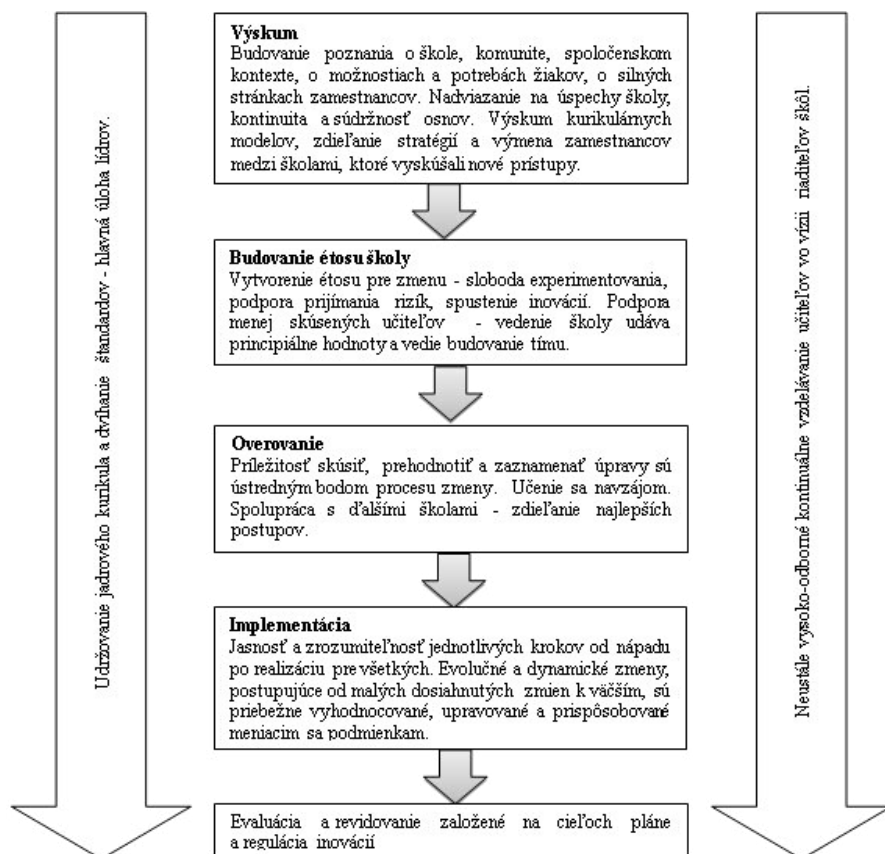 Udržovanie jadrového kurikula a dvíhanie štandardov - hlavná úloha lídrov.
Výskum
Budovanie poznania o škole, komunite, spoločenskom
kontexte, o možnostiach a potrebách žiakov, o silných
stránkach zamestnancov. Nadviazanie na úspechy školy,
kontinuita a súdržnosť osnov. Výskum kurikulárnych
modelov, zdieľanie stratégií a výmena zamestnancov
medzi školami, ktoré vyskúšali nové prístupy.
Budovanie étosu školy
Vytvorenie étosu pre zmenu - sloboda experimentovania,
podpora prijímania rizík, spustenie inovácií. Podpora
menej skúsených učiteľov - vedenie školy udáva
principiálne hodnoty a vedie budovanie tímu.
Overovanie
Príležitosť skúsiť, prehodnotiť a zaznamenať úpravy sú
ústredným bodom procesu zmeny. Učenie sa navzájom.
Spolupráca s ďalšími školami - zdieľanie najlepších
postupov.
Implementácia
Jasnosť a zrozumiteľnosť jednotlivých krokov od nápadu
po realizáciu pre všetkých. Evolučné a dynamické zmeny,
postupujúce od malých dosiahnutých zmien k väčším, sú
priebežne vyhodnocované, upravované a prispôsobované
meniacim sa podmienkam.
Evaluácia a revidovanie založené na cieľoch pláne
a regulácia inovácií
Neustále vysoko-odborné kontinuálne vzdelávanie učiteľov vo vízii riaditeľov škôl.